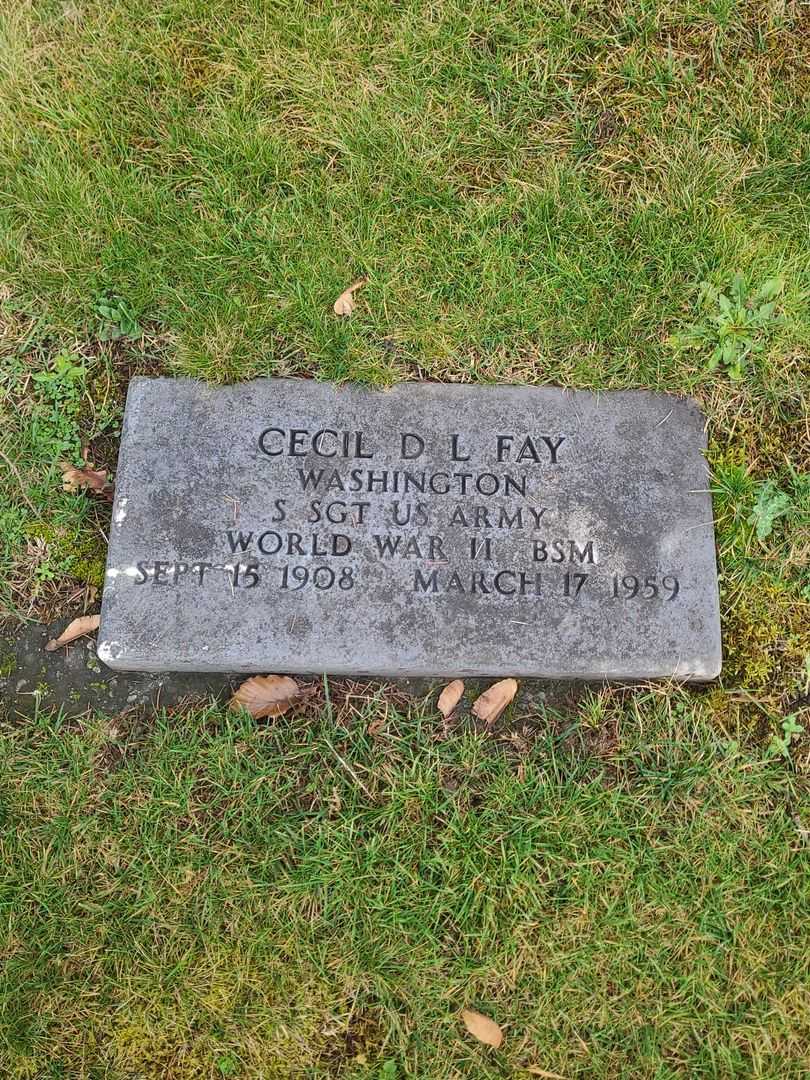 CECIL D L FAY
WASHINGTON
S SGT US ARMY
WORLD WAR II BSM
SEPT 15 1908 MARCH 17 1959